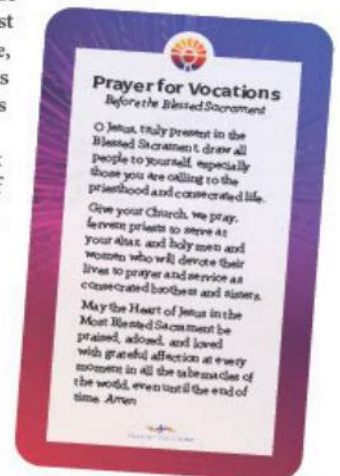 st
e,
s
s
Prayer for Vocations
Before the Blessed Sacrament
O Jesus, truly present in the
Blessed Sacrament, draw all
people to yourself, especially
those you are calling to the
priesthood and consecrated life.
Give your Church, we pray,
fervent priests to serve at
your altar, and holy men and
women who will devote their
lives to prayer and service as
consecrated brothers and sisters.
May the Heart of Jesus in the
Most Blessed Sacrament be
praised, adored, and loved
with grateful affection at every
moment in all the tabernacles of
the world, even until the end of
time. Amen